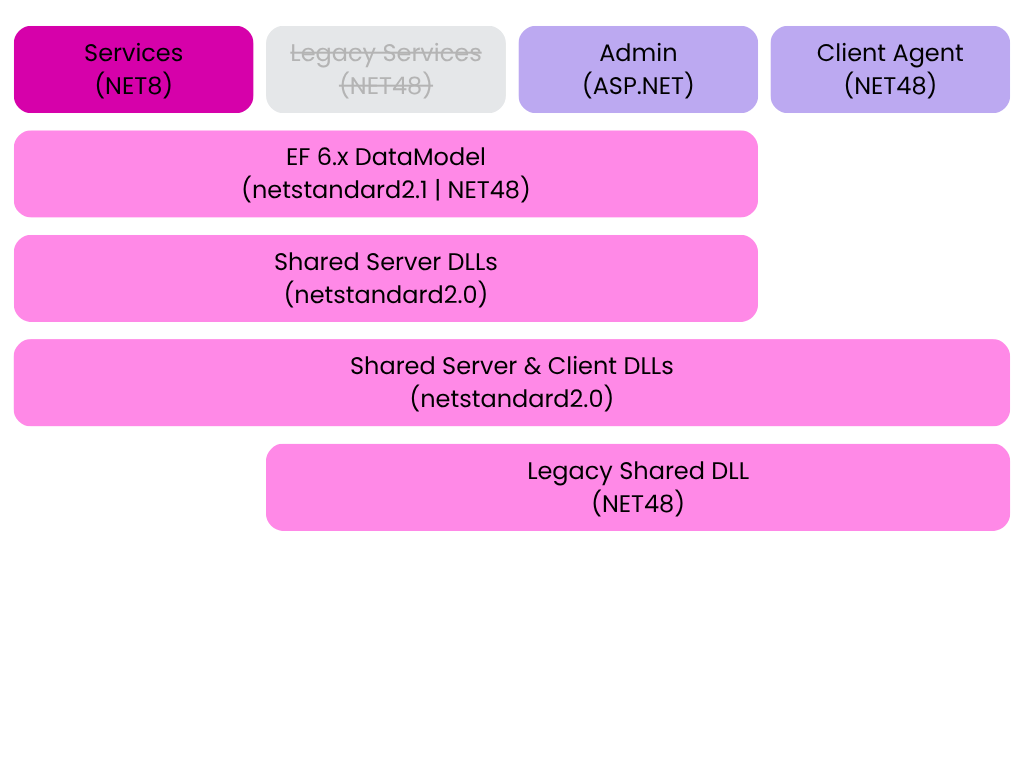 Services
(NET8)
Legacy Services
(NET48)
Admin
(ASP.NET)
Client Agent
(NET48)
EF 6.x DataModel
(netstandard2.1 | NET48)
Shared Server DLLs
(netstandard2.0)
Shared Server & Client DLLs
(netstandard2.0)
Legacy Shared DLL
(NET48)